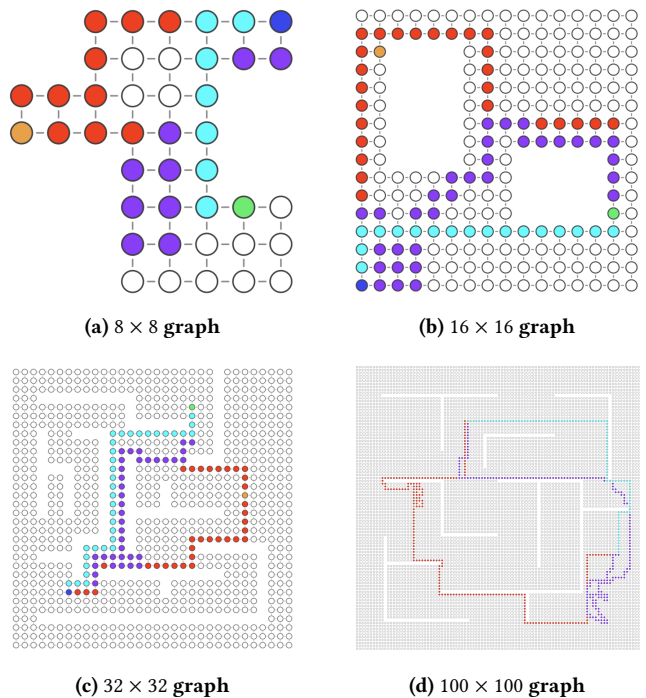 (a) 8 × 8 graph
(b) 16 × 16 graph
(c) 32 × 32 graph
(d) 100 × 100 graph